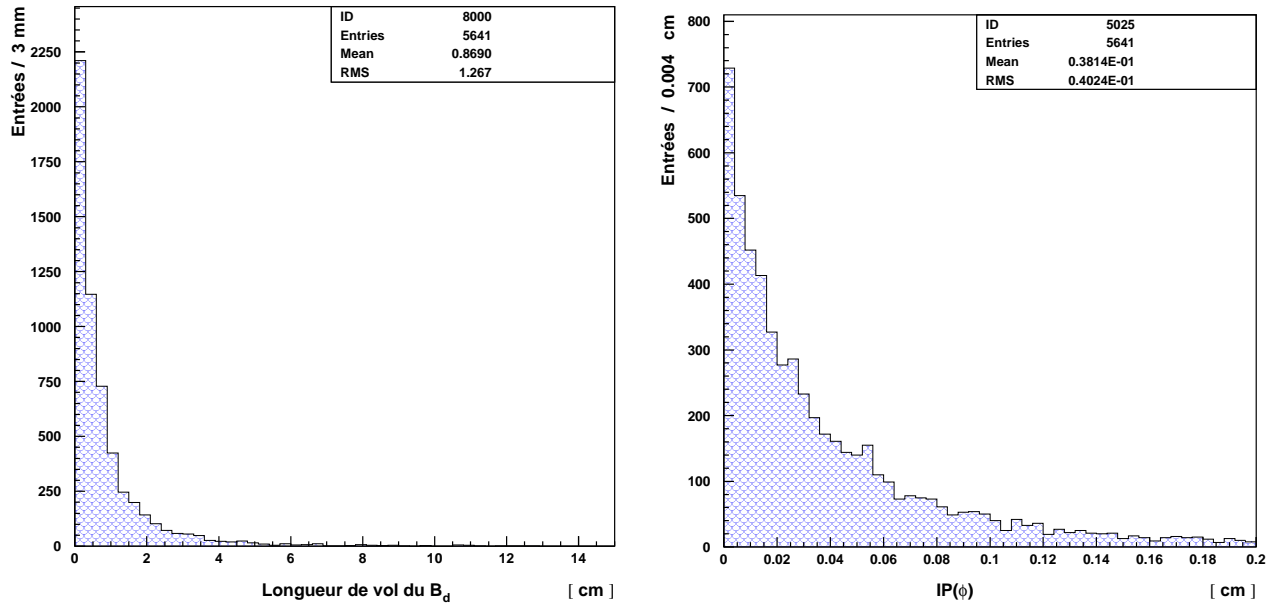 ID 8000
Entries 5641
Mean 0.8690
RMS 1.267
Entrées / 3 mm
2250
2000
1750
1500
1250
1000
750
500
250
0
0 2 4 6 8 10 12 14
Longueur de vol du B_d [ cm ]
ID 5025
Entries 5641
Mean 0.3814E-01
RMS 0.4024E-01
Entrées / 0.004 cm
800
700
600
500
400
300
200
100
0
0 0.02 0.04 0.06 0.08 0.1 0.12 0.14 0.16 0.18 0.2
IP(ϕ) [ cm ]